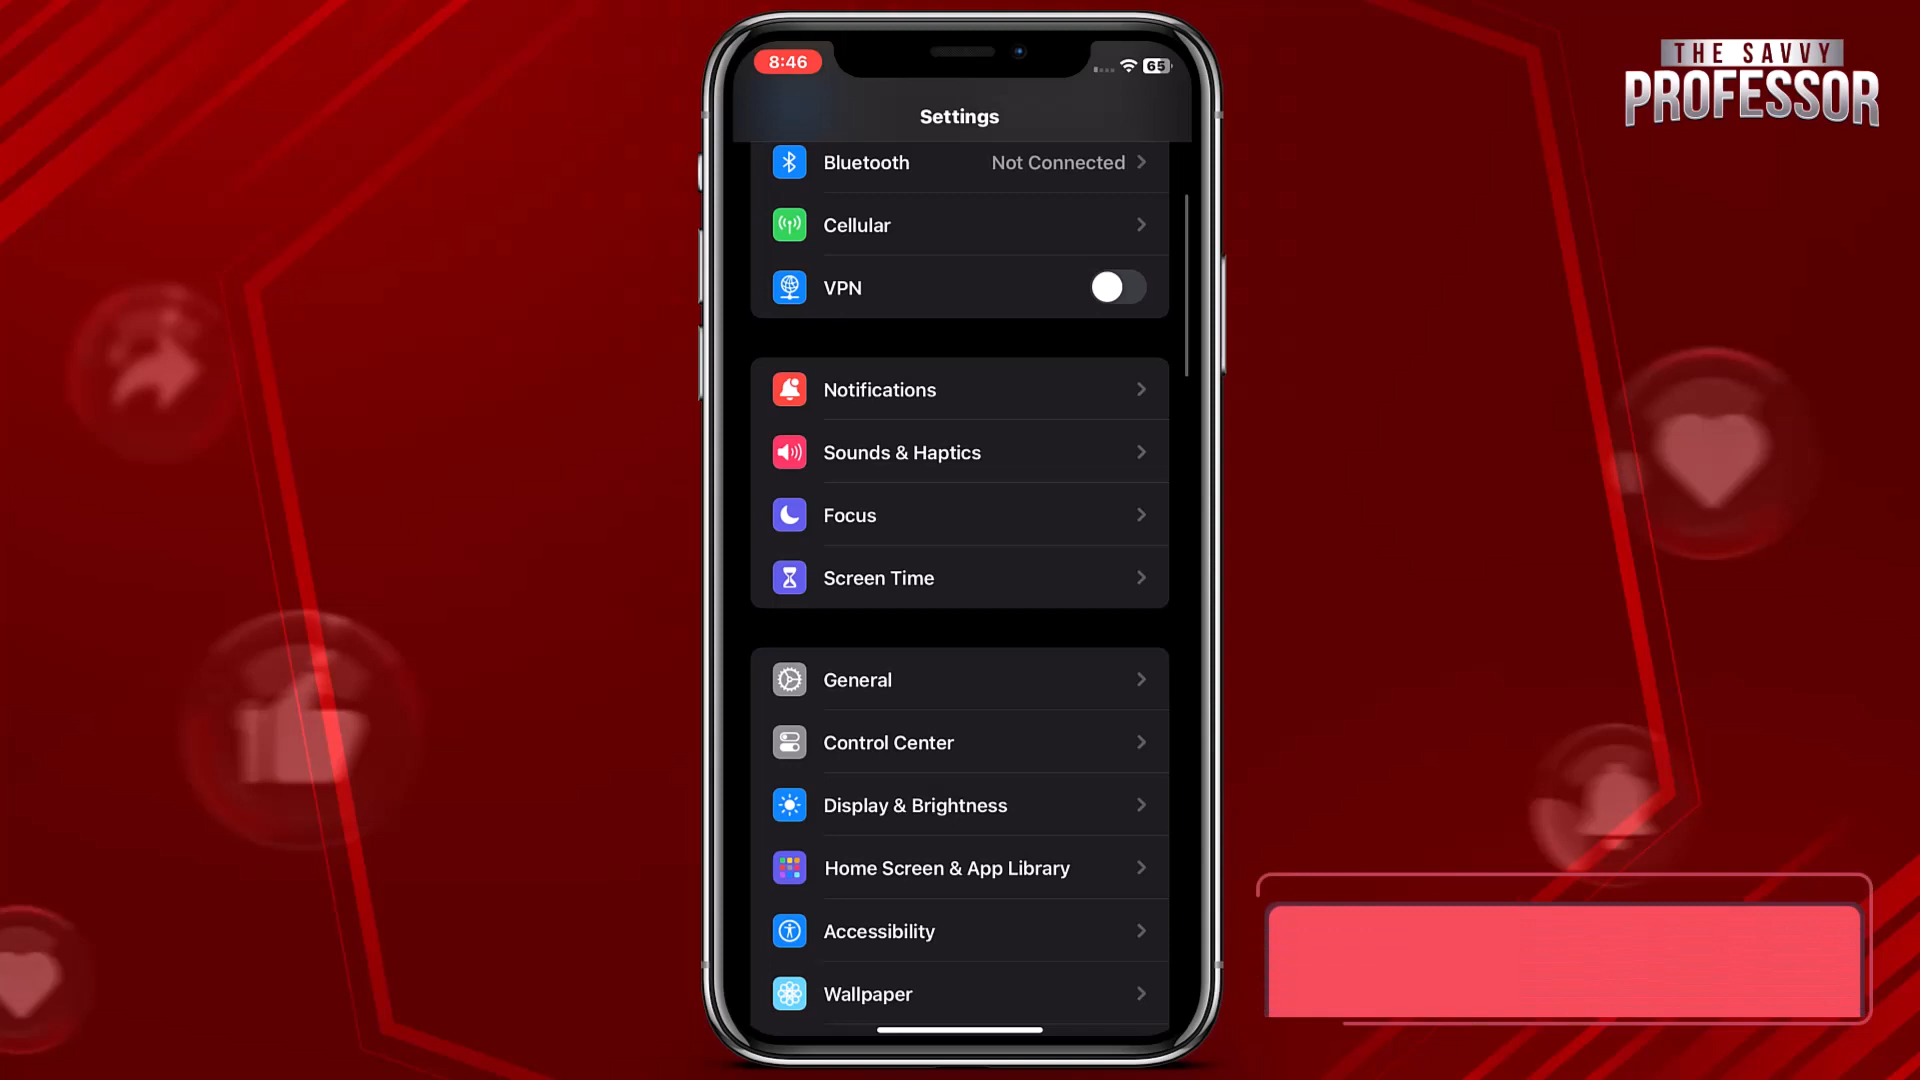 THE SAVVY
PROFESSOR
8:46
65
Settings
Bluetooth Not Connected
Cellular
VPN
Notifications
Sounds & Haptics
Focus
Screen Time
General
Control Center
Display & Brightness
Home Screen & App Library
Accessibility
Wallpaper